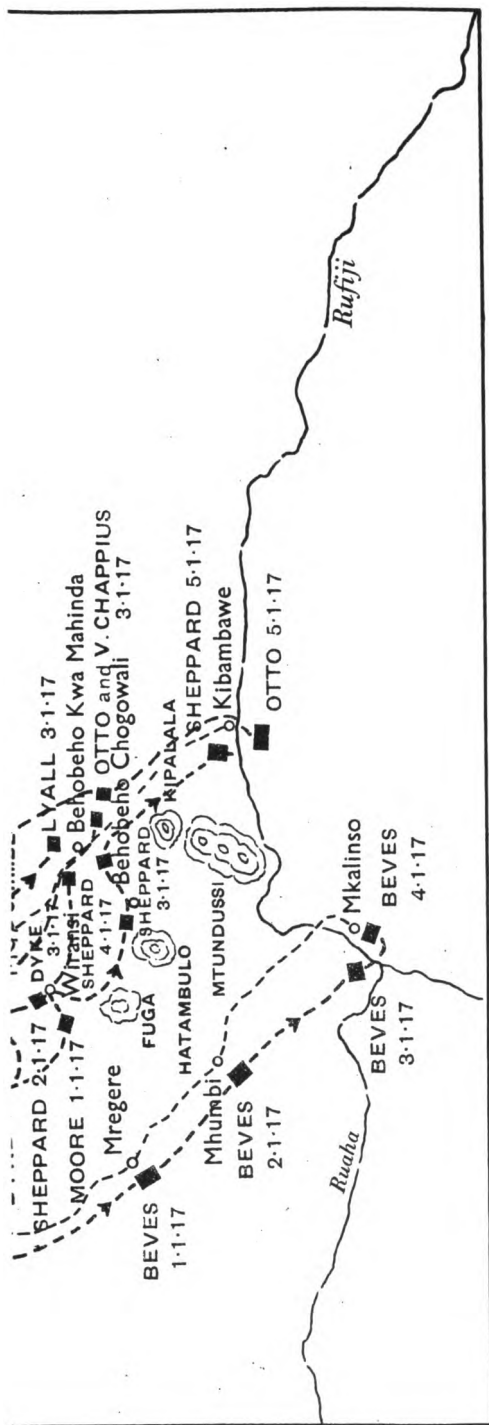 LYALL 3·1·17
DYKE
3·1·17
Behobeho Kwa Mahinda
SHEPPARD 2·1·17
Wiransi
SHEPPARD
4·1·17
OTTO and V. CHAPPIUS
3·1·17
MOORE 1·1·17
Behobeho Chogowali
SHEPPARD
3·1·17
FUGA
HATAMBULO
KIPALALA
SHEPPARD 5·1·17
Mregere
MTUNDUSSI
Kibambawe
BEVES
1·1·17
Mhumbi
BEVES
2·1·17
OTTO 5·1·17
Mkalinso
BEVES
4·1·17
BEVES
3·1·17
Ruaha
Rufiji